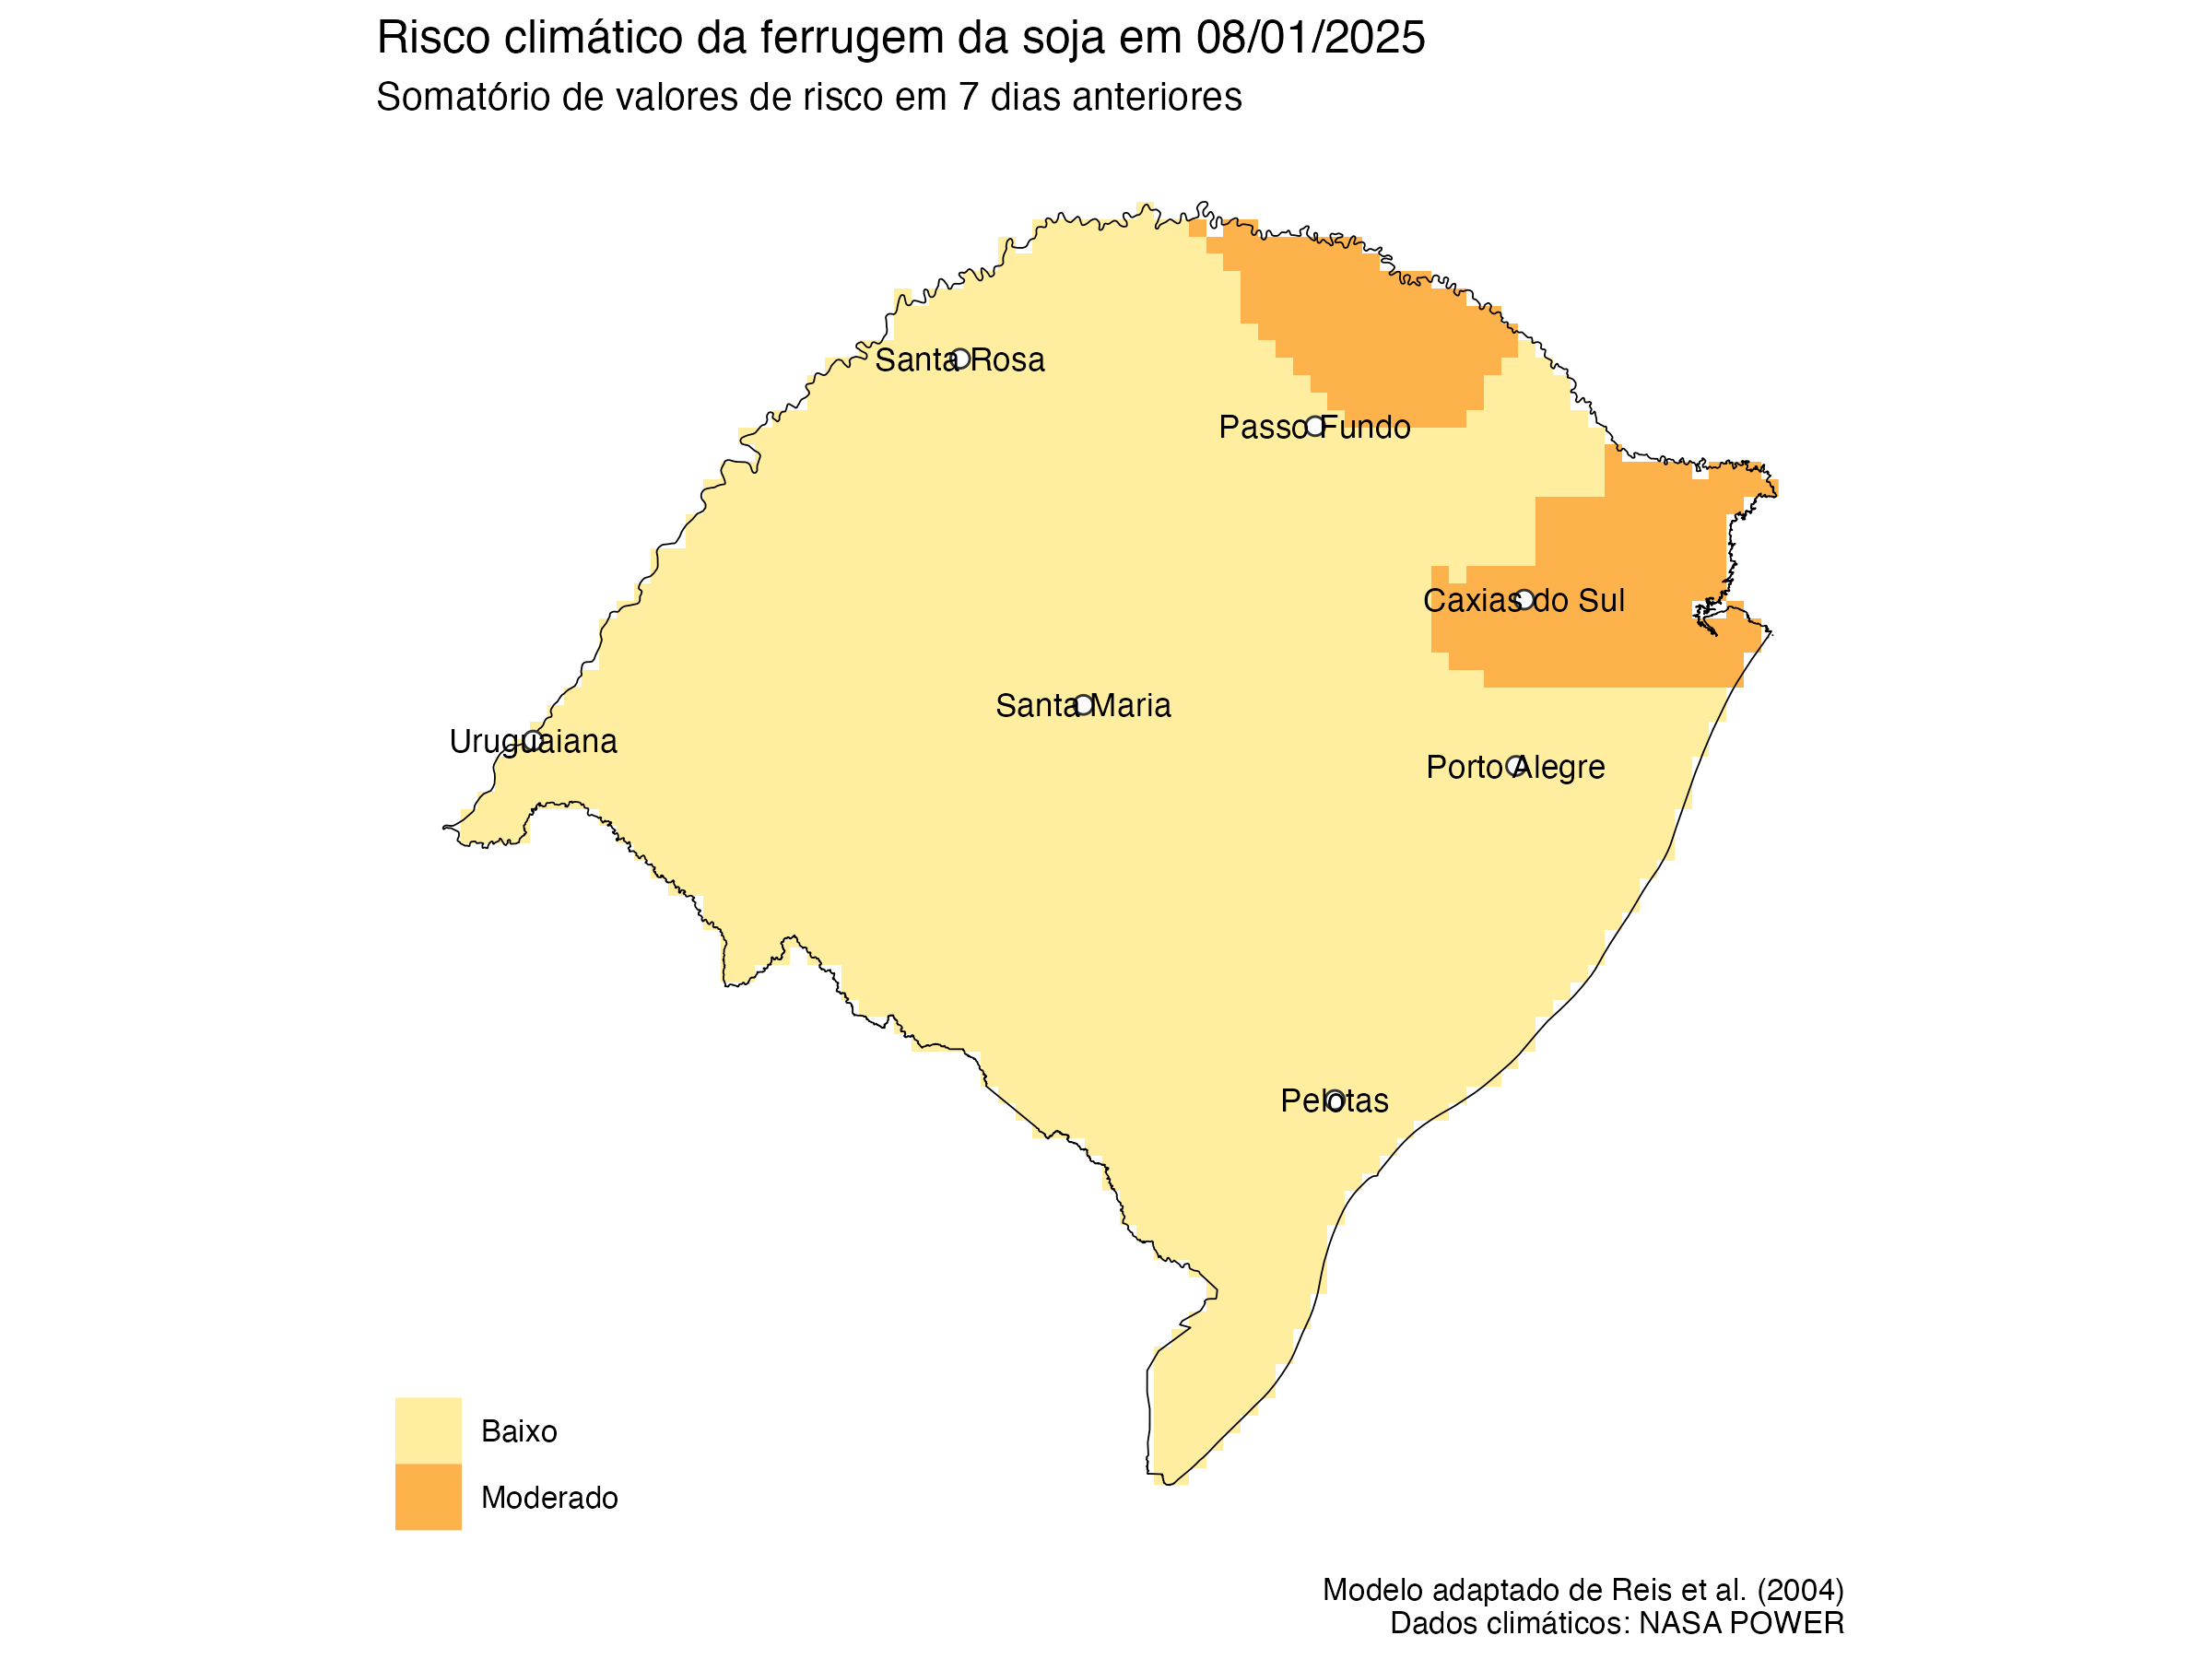 Risco climático da ferrugem da soja em 08/01/2025
Somatório de valores de risco em 7 dias anteriores
Santa Rosa
Passo Fundo
Caxias do Sul
Santa Maria
Uruguaiana
Porto Alegre
Pelotas
Baixo
Moderado
Modelo adaptado de Reis et al. (2004)
Dados climáticos: NASA POWER